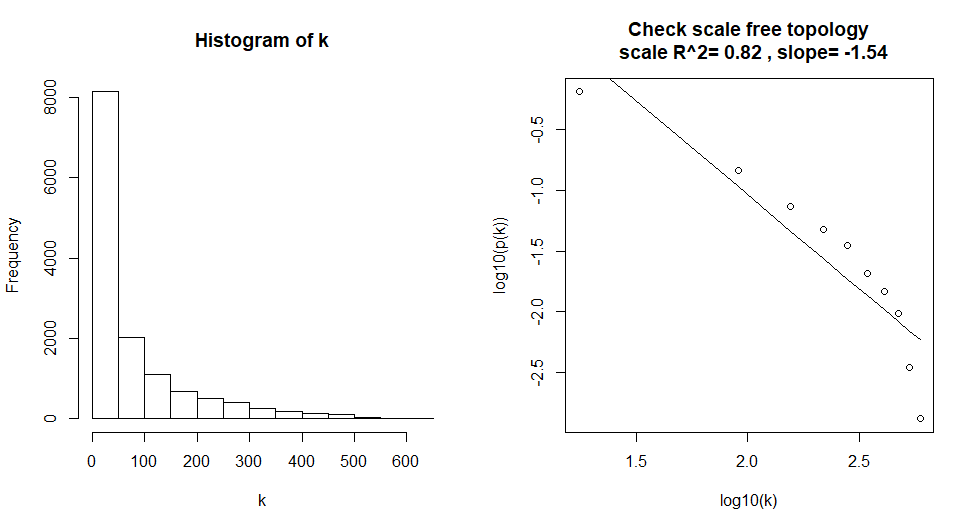 Histogram of k
Frequency
8000
6000
4000
2000
0
0 100 200 300 400 500 600
k
Check scale free topology
scale R^2= 0.82 , slope= -1.54
log10(p(k))
-0.5
-1.0
-1.5
-2.0
-2.5
1.5 2.0 2.5
log10(k)